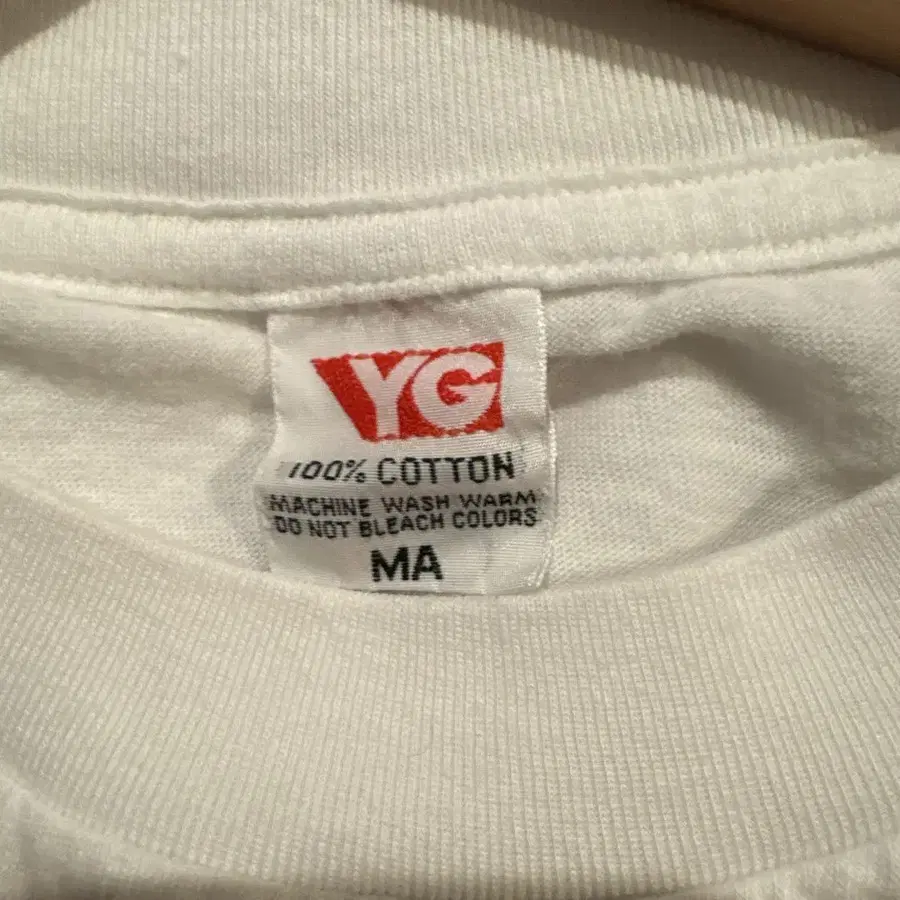 YG
100% COTTON
MACHINE WASH WARM
DO NOT BLEACH COLORS
MA